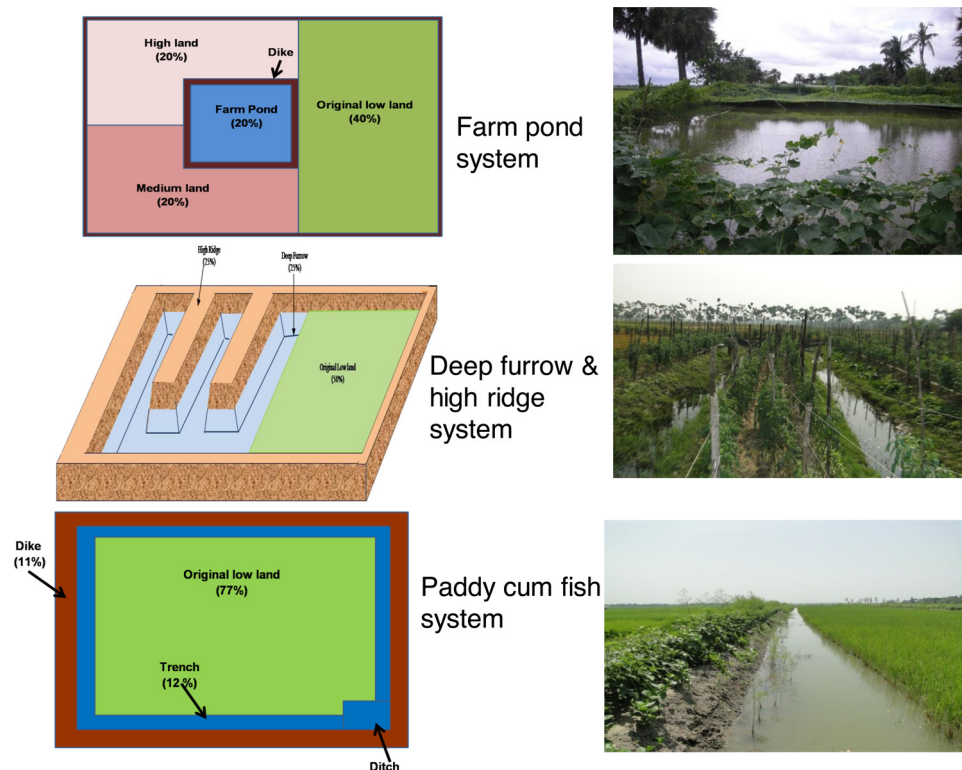 High land
(20%)
Dike
Farm Pond
(20%)
Original low land
(40%)
Medium land
(20%)
Farm pond
system
High Ridge
(25%)
Deep Furrow
(25%)
Original Low land
(50%)
Deep furrow &
high ridge
system
Dike
(11%)
Original low land
(77%)
Trench
(12 %)
Ditch
Paddy cum fish
system